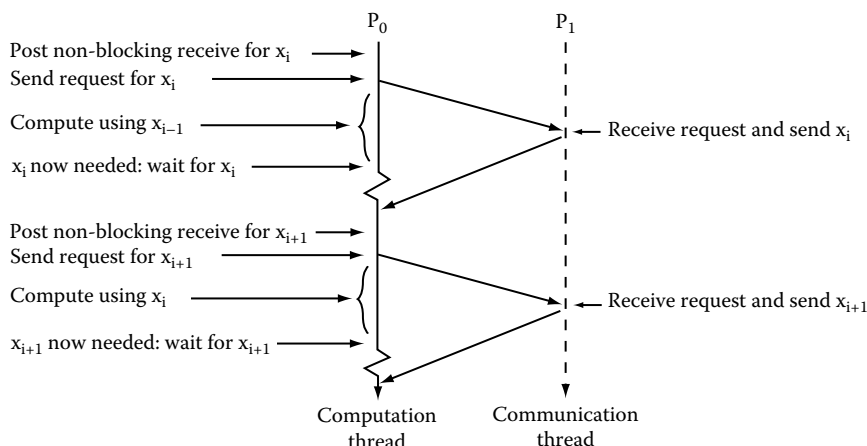 P₀ P₁
Post non-blocking receive for xᵢ
Send request for xᵢ
Compute using xᵢ₋₁
Receive request and send xᵢ
xᵢ now needed: wait for xᵢ
Post non-blocking receive for xᵢ₊₁
Send request for xᵢ₊₁
Compute using xᵢ
Receive request and send xᵢ₊₁
xᵢ₊₁ now needed: wait for xᵢ₊₁
Computation
thread
Communication
thread